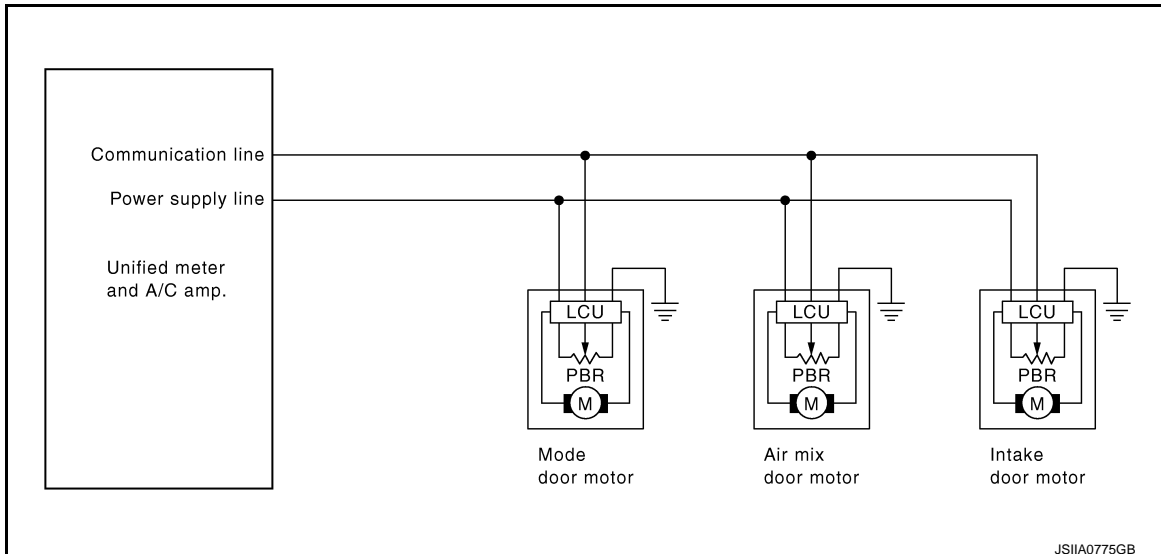 Communication line
Power supply line
Unified meter
and A/C amp.
LCU
PBR
M
Mode
door motor
LCU
PBR
M
Air mix
door motor
LCU
PBR
M
Intake
door motor
JSIIA0775GB